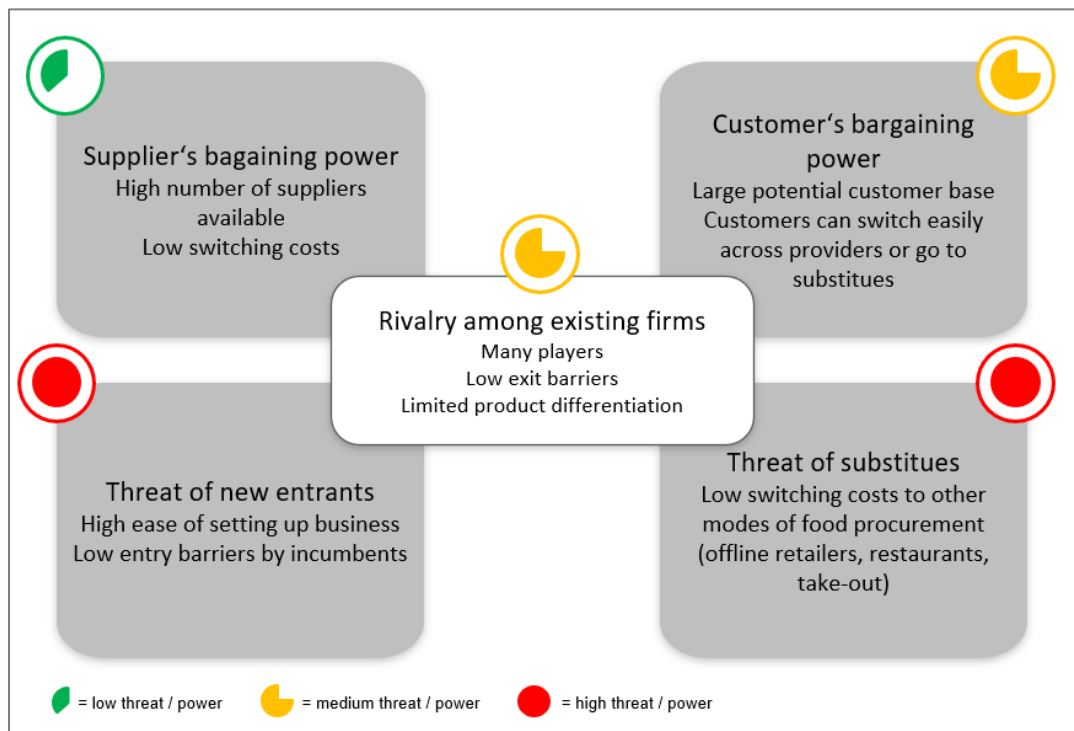 Supplier‘s bagaining power
High number of suppliers
available
Low switching costs
Customer‘s bargaining
power
Large potential customer base
Customers can switch easily
across providers or go to
substitues
Rivalry among existing firms
Many players
Low exit barriers
Limited product differentiation
Threat of new entrants
High ease of setting up business
Low entry barriers by incumbents
Threat of substitues
Low switching costs to other
modes of food procurement
(offline retailers, restaurants,
take-out)
= low threat / power
= medium threat / power
= high threat / power